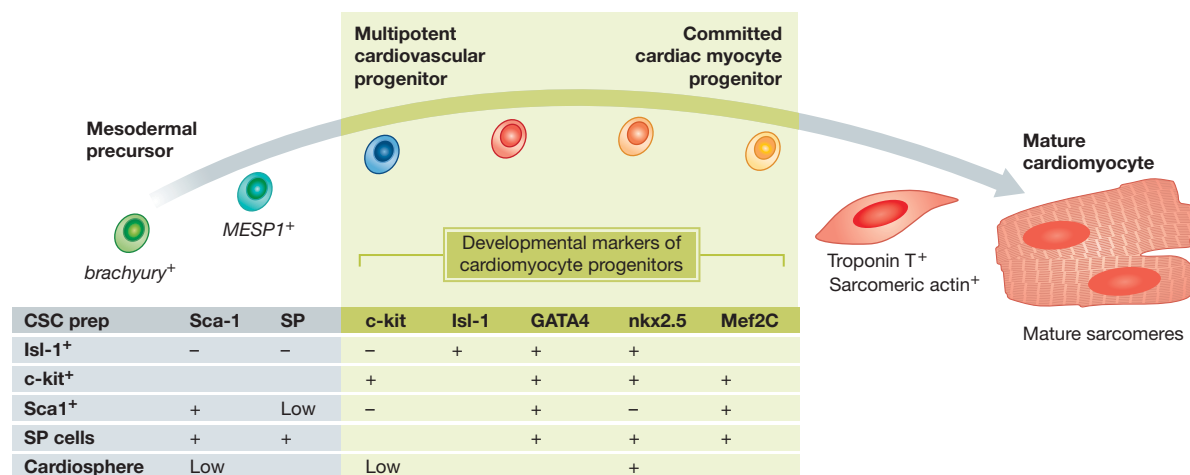 Multipotent
cardiovascular
progenitor
Committed
cardiac myocyte
progenitor
Mesodermal
precursor
Mature
cardiomyocyte
MESP1+
brachyury+
Developmental markers of
cardiomyocyte progenitors
Troponin T+
Sarcomeric actin+
Mature sarcomeres
CSC prep Sca-1 SP c-kit Isl-1 GATA4 nkx2.5 Mef2C
Isl-1+ – – – + + +
c-kit+ + + + +
Sca1+ + Low – + – +
SP cells + + + + +
Cardiosphere Low Low +